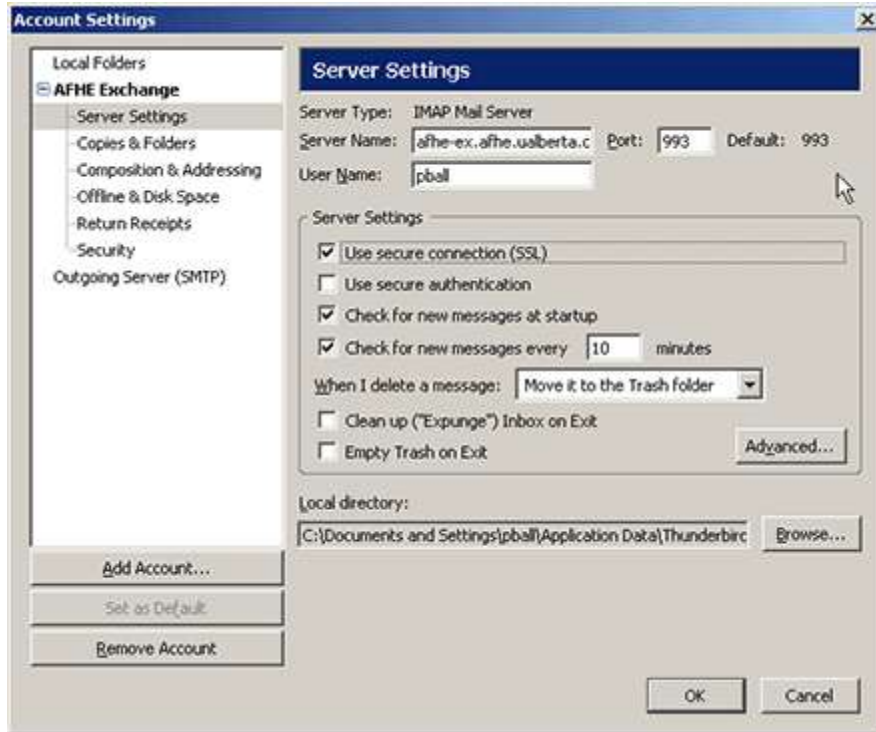 Account Settings
Local Folders
AFHE Exchange
Server Settings
Copies & Folders
Composition & Addressing
Offline & Disk Space
Return Receipts
Security
Outgoing Server (SMTP)
Add Account...
Set as Default
Remove Account
Server Settings
Server Type: IMAP Mail Server
Server Name: afhe-ex.afhe.ualberta.c Port: 993 Default: 993
User Name: pball
Server Settings
Use secure connection (SSL)
Use secure authentication
Check for new messages at startup
Check for new messages every 10 minutes
When I delete a message: Move it to the Trash folder
Clean up ("Expunge") Inbox on Exit
Empty Trash on Exit
Advanced...
Local directory:
C:\Documents and Settings\pball\Application Data\Thunderbirc Browse...
OK Cancel